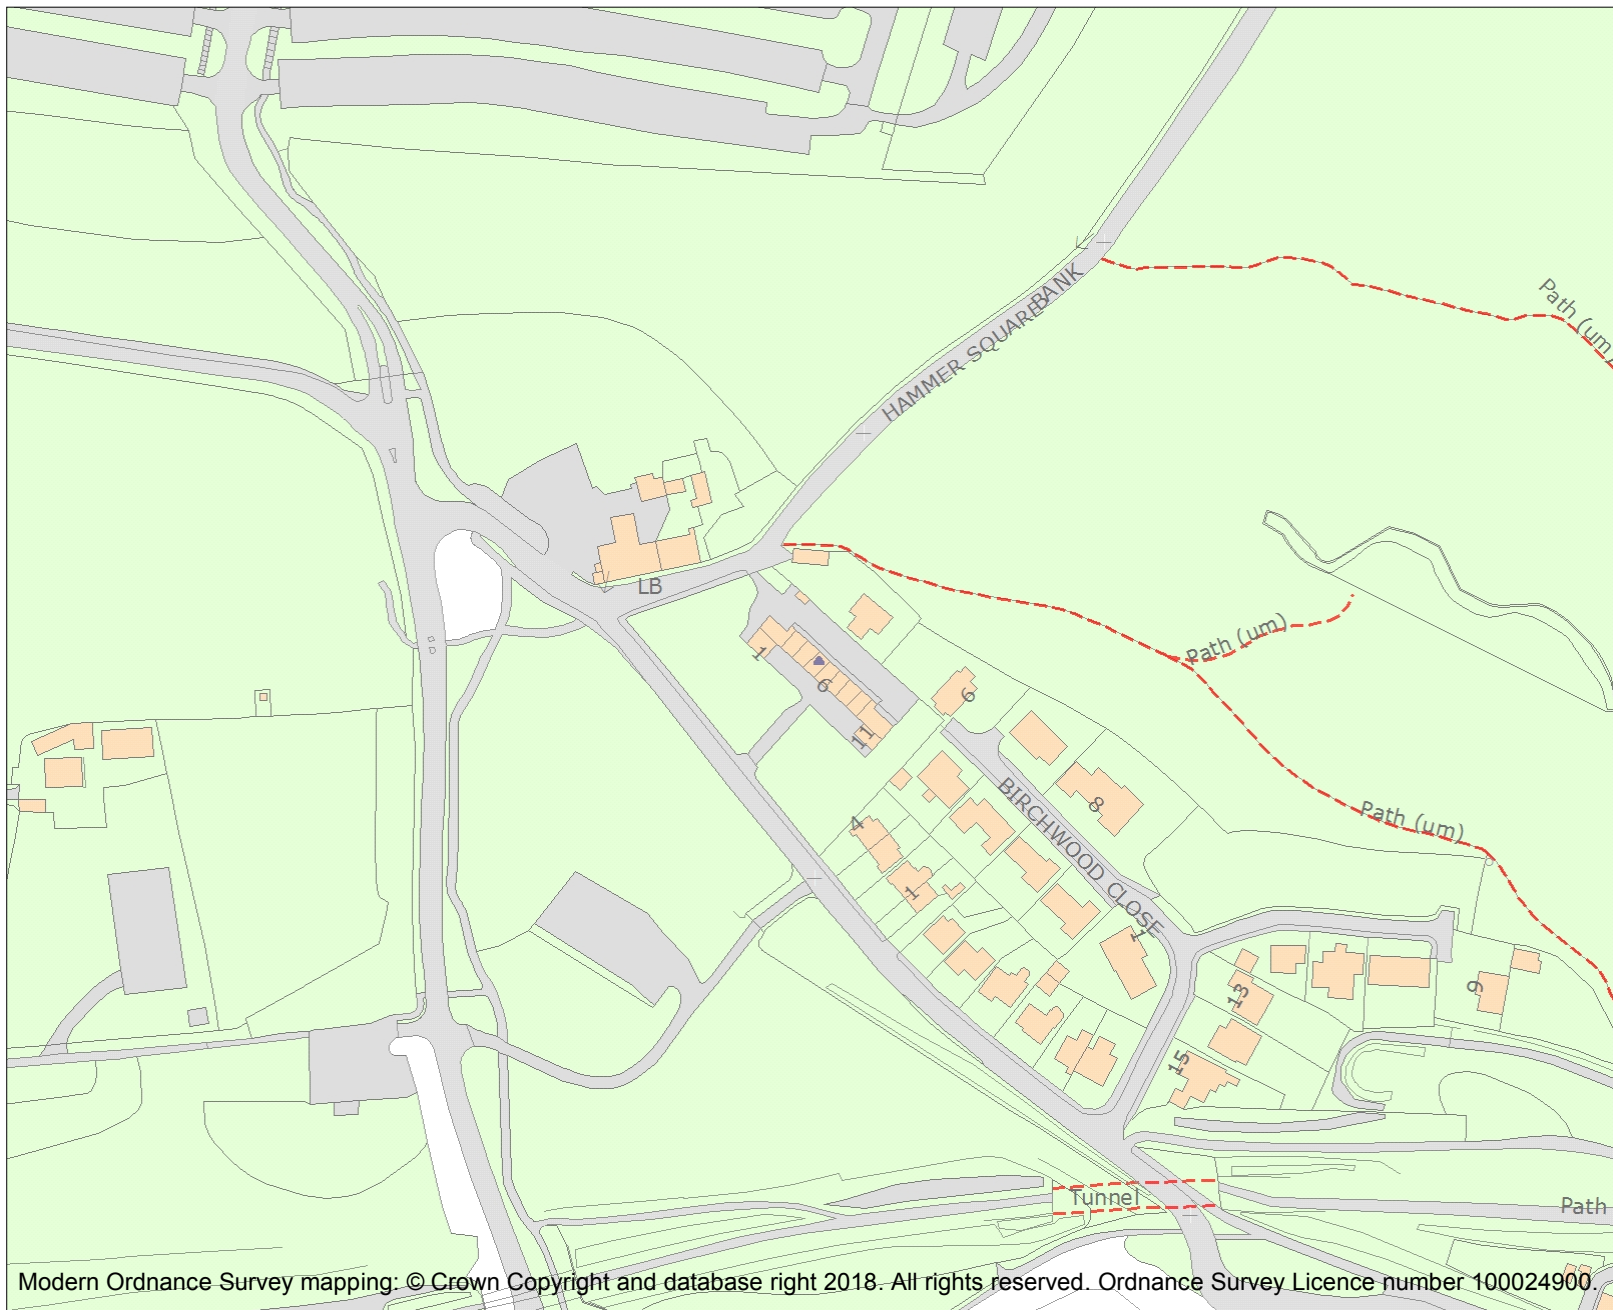 Path (um)
HAMMER SQUARE BANK
LB
Path (um)
1
6
11
6
BIRCHWOOD CLOSE
8
Path (um)
4
1
1
13
9
15
Tunnel
Path
Modern Ordnance Survey mapping: © Crown Copyright and database right 2018. All rights reserved. Ordnance Survey Licence number 100024900.